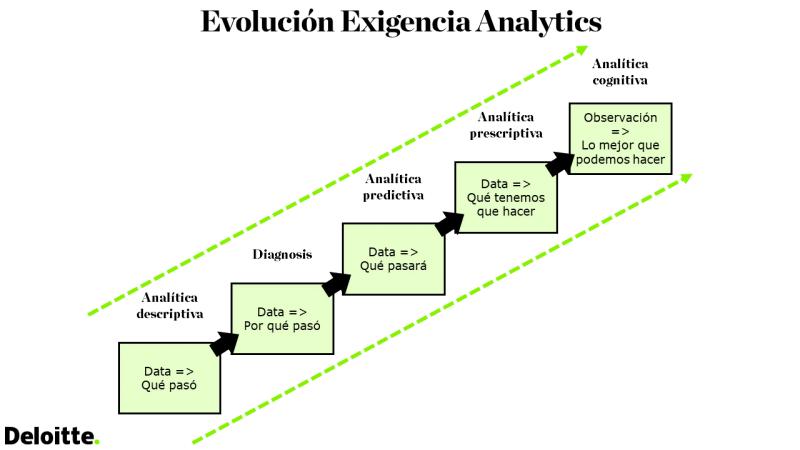 Evolución Exigencia Analytics
Analítica
cognitiva
Observación
=>
Lo mejor que
podemos hacer
Analítica
prescriptiva
Data =>
Qué tenemos
que hacer
Analítica
predictiva
Data =>
Qué pasará
Diagnosis
Data =>
Por qué pasó
Analítica
descriptiva
Data =>
Qué pasó
Deloitte.